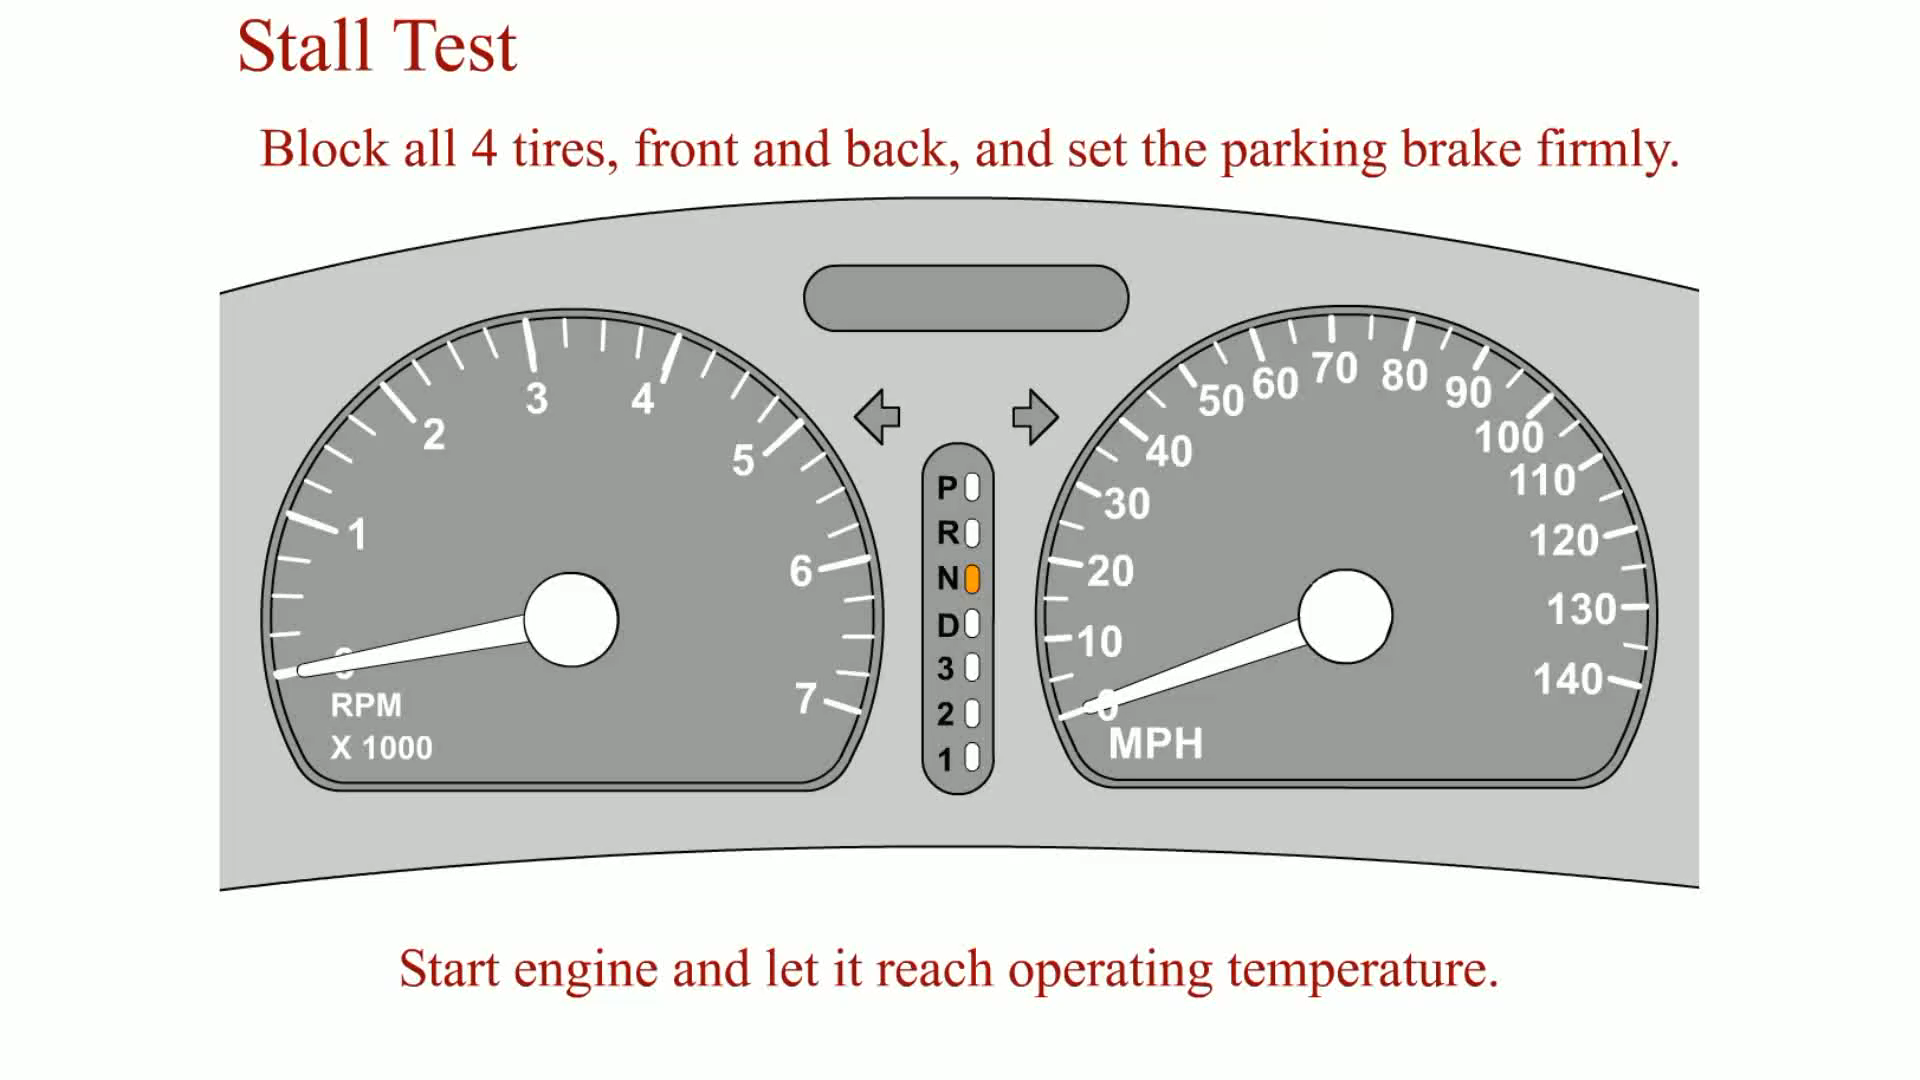 Stall Test
Block all 4 tires, front and back, and set the parking brake firmly.
0
1
2
3
4
5
6
7
RPM
X 1000
P
R
N
D
3
2
1
0
10
20
30
40
50
60
70
80
90
100
110
120
130
140
MPH
Start engine and let it reach operating temperature.